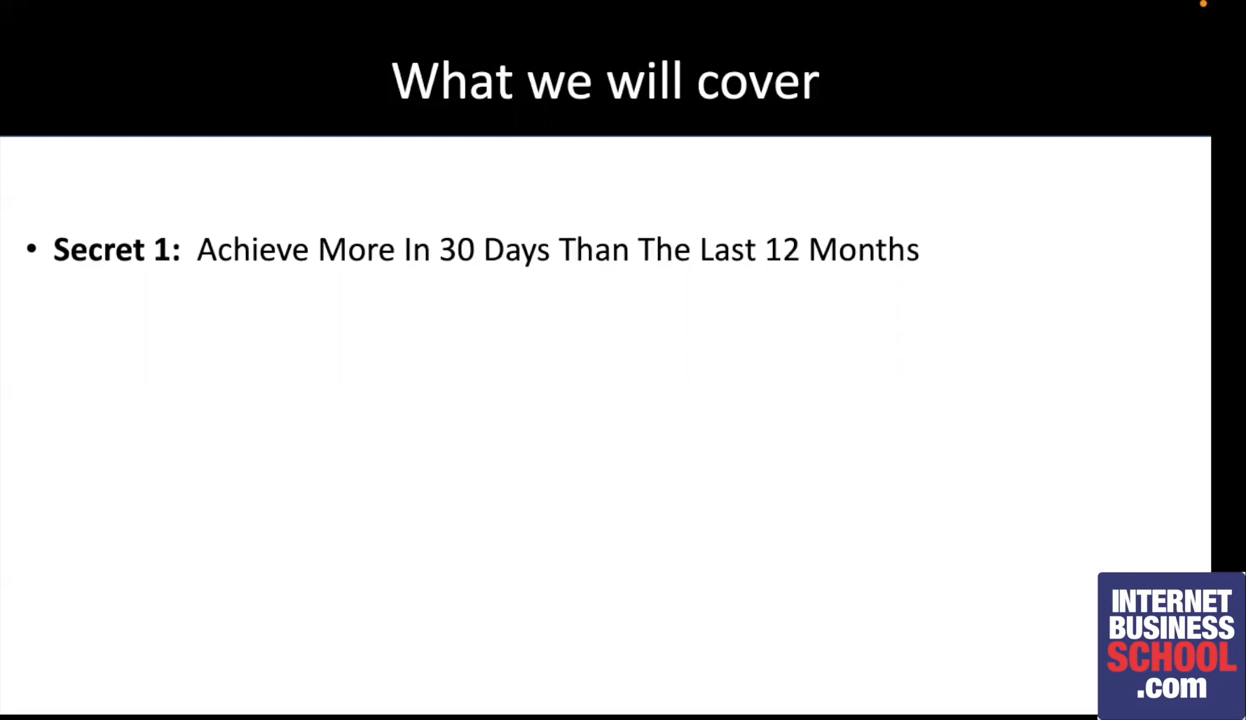 What we will cover
• Secret 1: Achieve More In 30 Days Than The Last 12 Months
INTERNET
BUSINESS
SCHOOL
.com